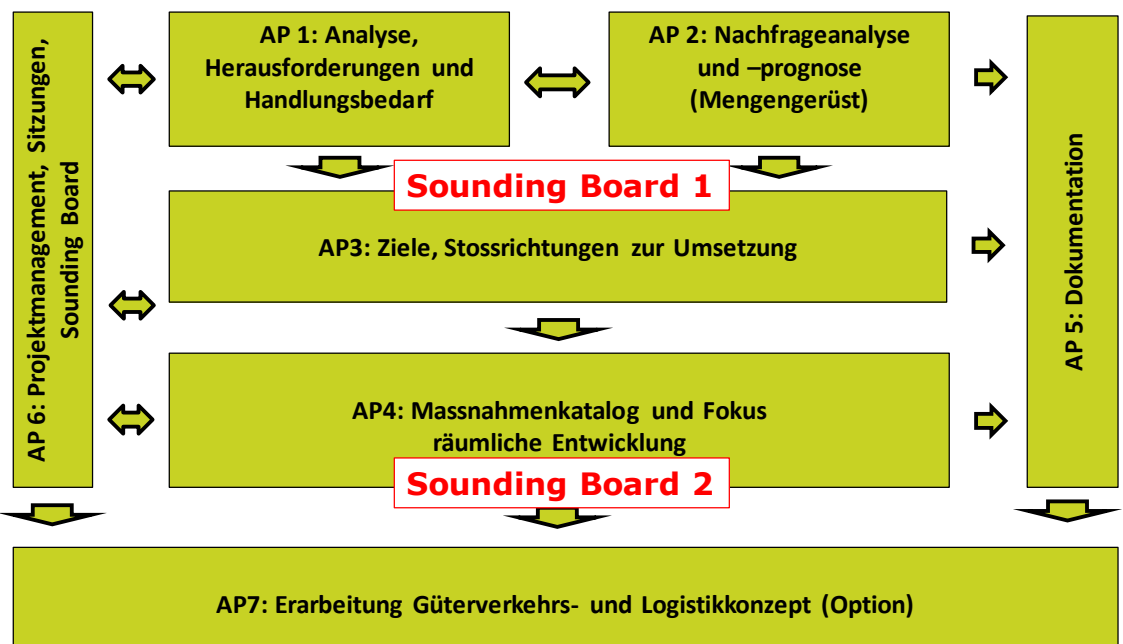 AP 6: Projektmanagement, Sitzungen,
Sounding Board
AP 1: Analyse,
Herausforderungen und
Handlungsbedarf
AP 2: Nachfrageanalyse
und –prognose
(Mengengerüst)
Sounding Board 1
AP3: Ziele, Stossrichtungen zur Umsetzung
AP4: Massnahmenkatalog und Fokus
räumliche Entwicklung
Sounding Board 2
AP 5: Dokumentation
AP7: Erarbeitung Güterverkehrs- und Logistikkonzept (Option)